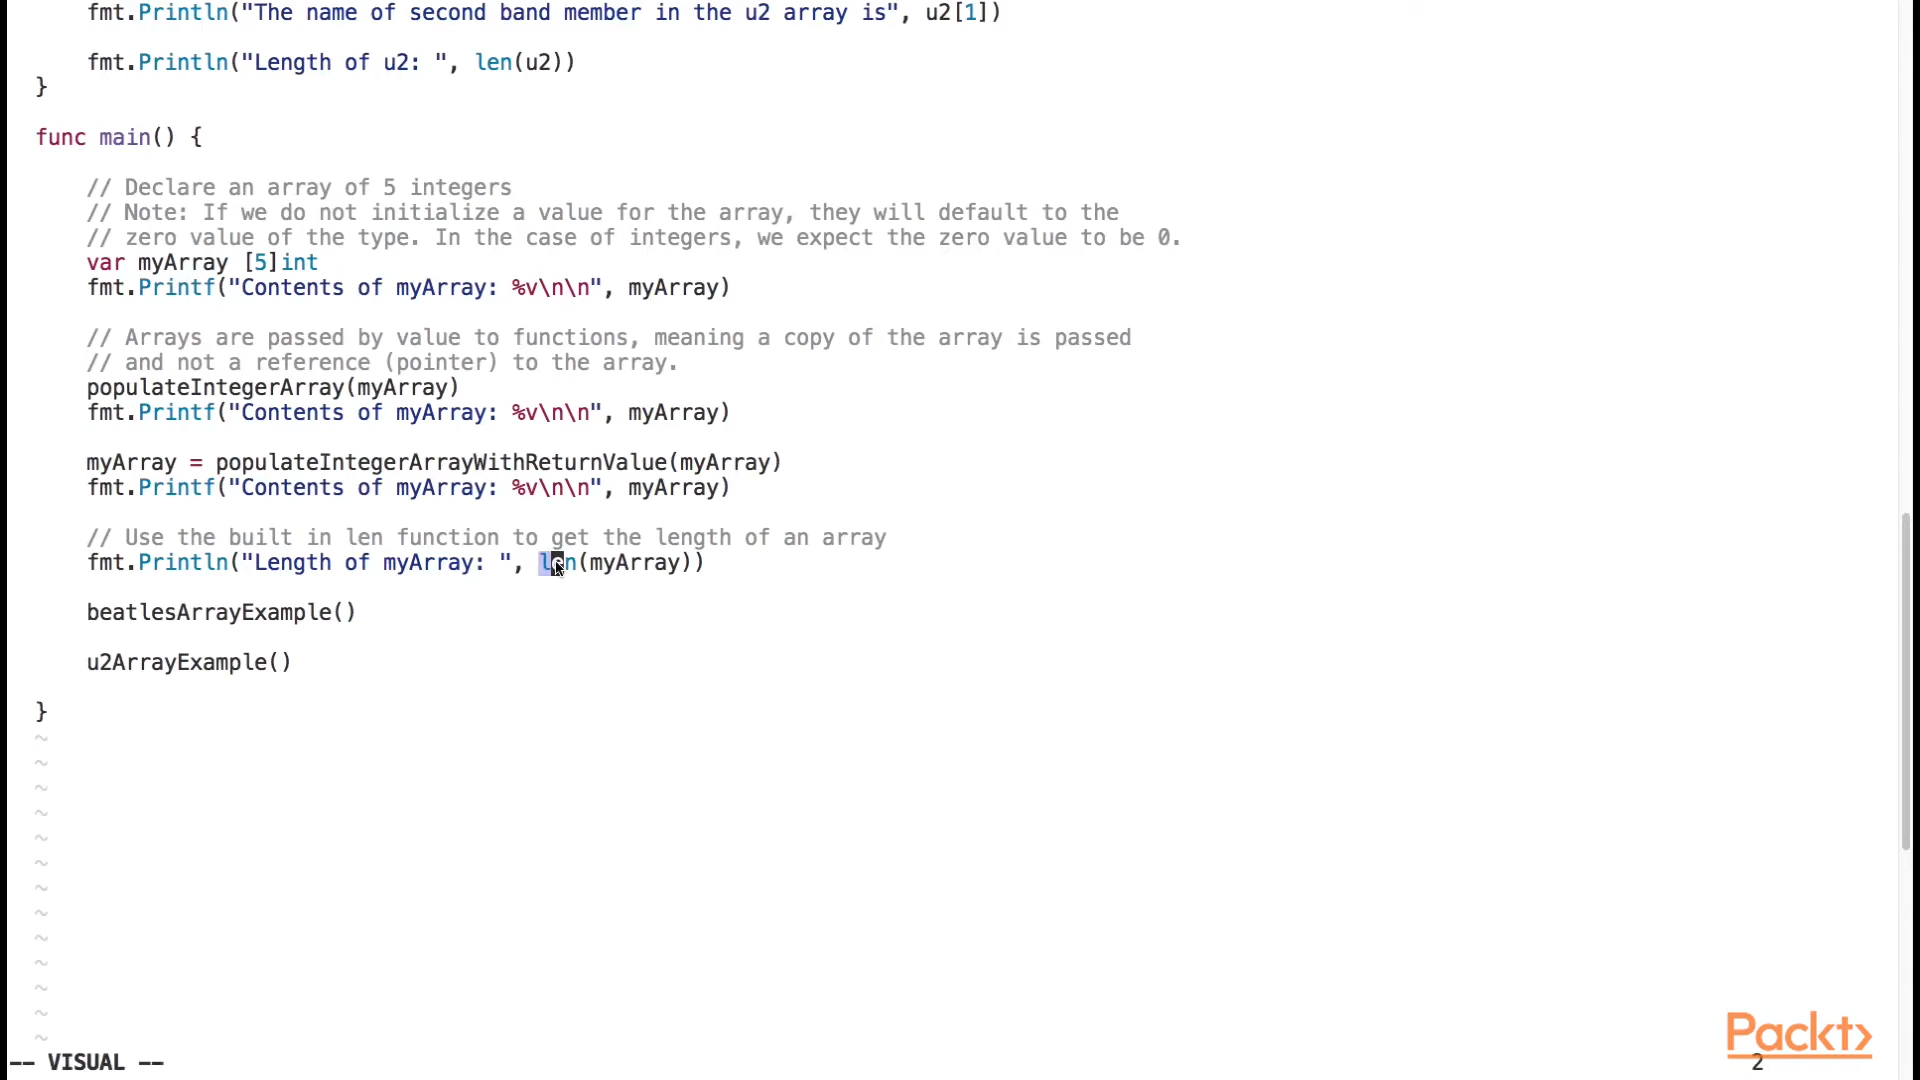 fmt.Println("The name of second band member in the u2 array is", u2[1])
fmt.Println("Length of u2: ", len(u2))
}
func main() {
// Declare an array of 5 integers
// Note: If we do not initialize a value for the array, they will default to the
// zero value of the type. In the case of integers, we expect the zero value to be 0.
var myArray [5]int
fmt.Printf("Contents of myArray: %v\n\n", myArray)
// Arrays are passed by value to functions, meaning a copy of the array is passed
// and not a reference (pointer) to the array.
populateIntegerArray(myArray)
fmt.Printf("Contents of myArray: %v\n\n", myArray)
myArray = populateIntegerArrayWithReturnValue(myArray)
fmt.Printf("Contents of myArray: %v\n\n", myArray)
// Use the built in len function to get the length of an array
fmt.Println("Length of myArray: ", len(myArray))
beatlesArrayExample()
u2ArrayExample()
}
~
~
~
~
~
~
~
~
~
~
~
~
~
Packt>
-- VISUAL --
2